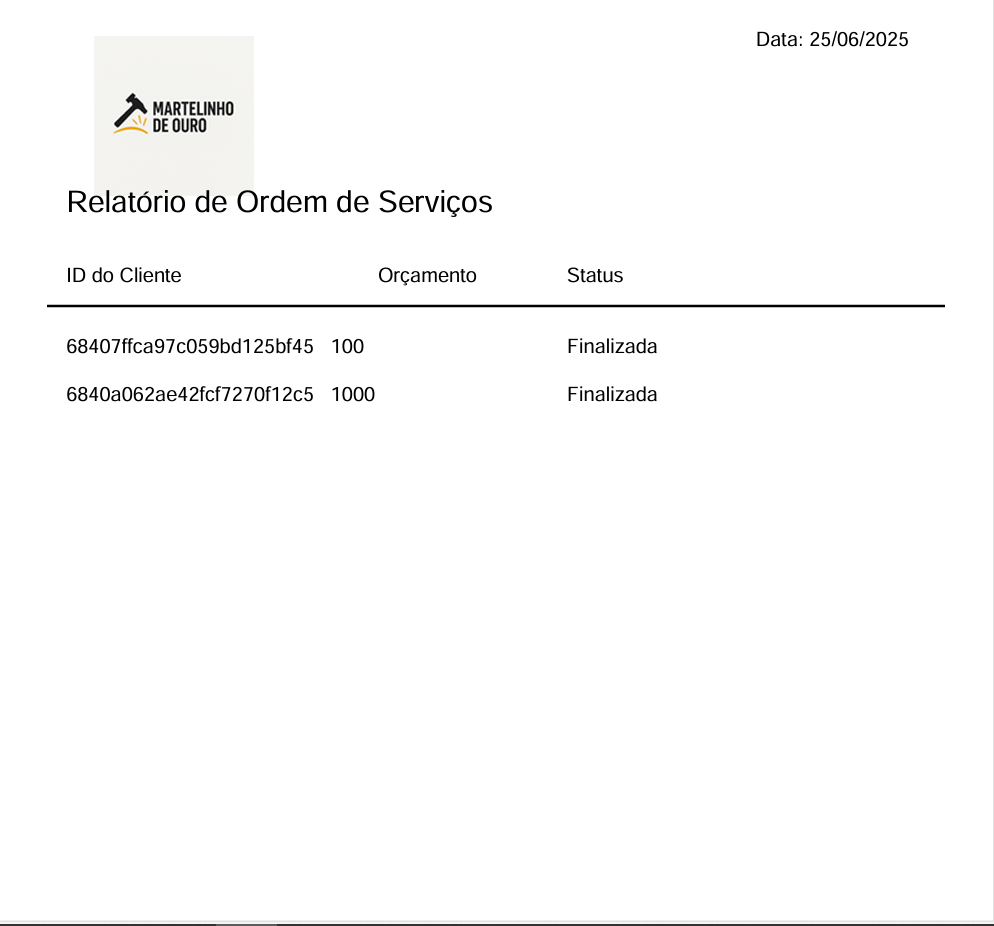 Data: 25/06/2025
MARTELINHO
DE OURO
Relatório de Ordem de Serviços
ID do Cliente Orçamento Status
68407ffca97c059bd125bf45 100 Finalizada
6840a062ae42fcf7270f12c5 1000 Finalizada